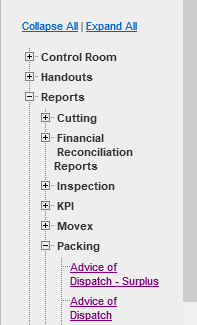 Collapse All | Expand All
Control Room
Handouts
Reports
Cutting
Financial
Reconciliation
Reports
Inspection
KPI
Movex
Packing
Advice of
Dispatch - Surplus
Advice of
Dispatch